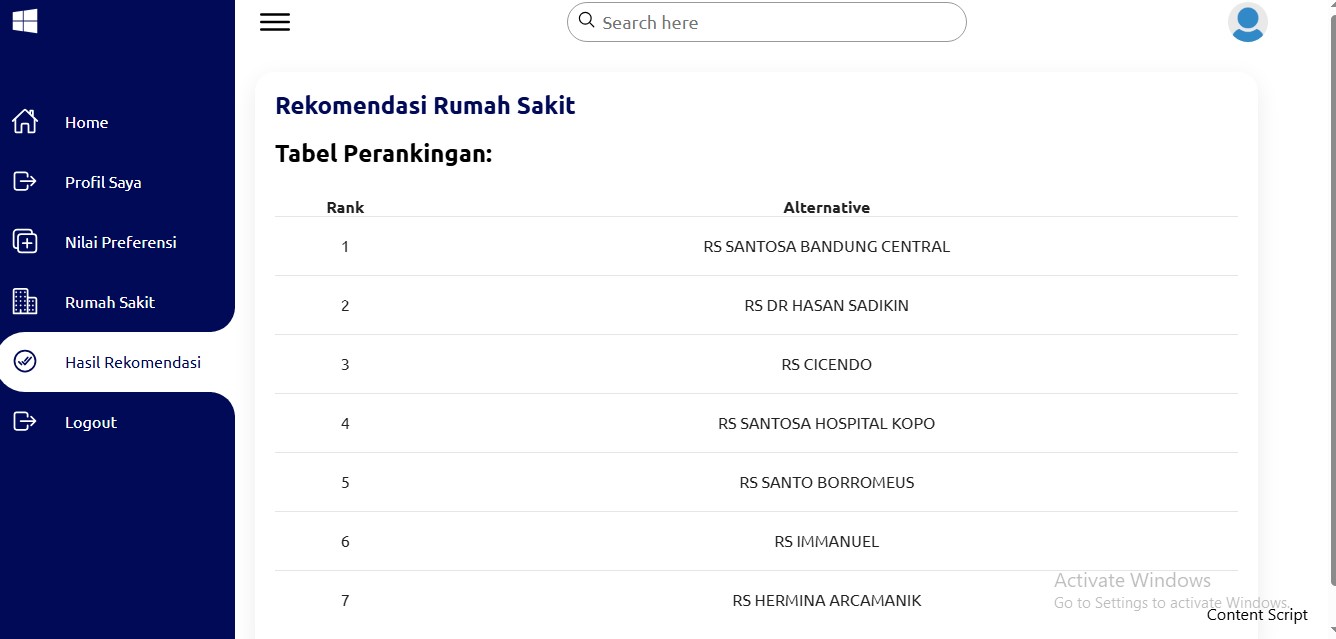 Search here
Home
Profil Saya
Nilai Preferensi
Rumah Sakit
Hasil Rekomendasi
Logout
Rekomendasi Rumah Sakit
Tabel Perankingan:
Rank Alternative
1 RS SANTOSA BANDUNG CENTRAL
2 RS DR HASAN SADIKIN
3 RS CICENDO
4 RS SANTOSA HOSPITAL KOPO
5 RS SANTO BORROMEUS
6 RS IMMANUEL
7 RS HERMINA ARCAMANIK
Activate Windows
Go to Settings to activate Windows.
Content Script